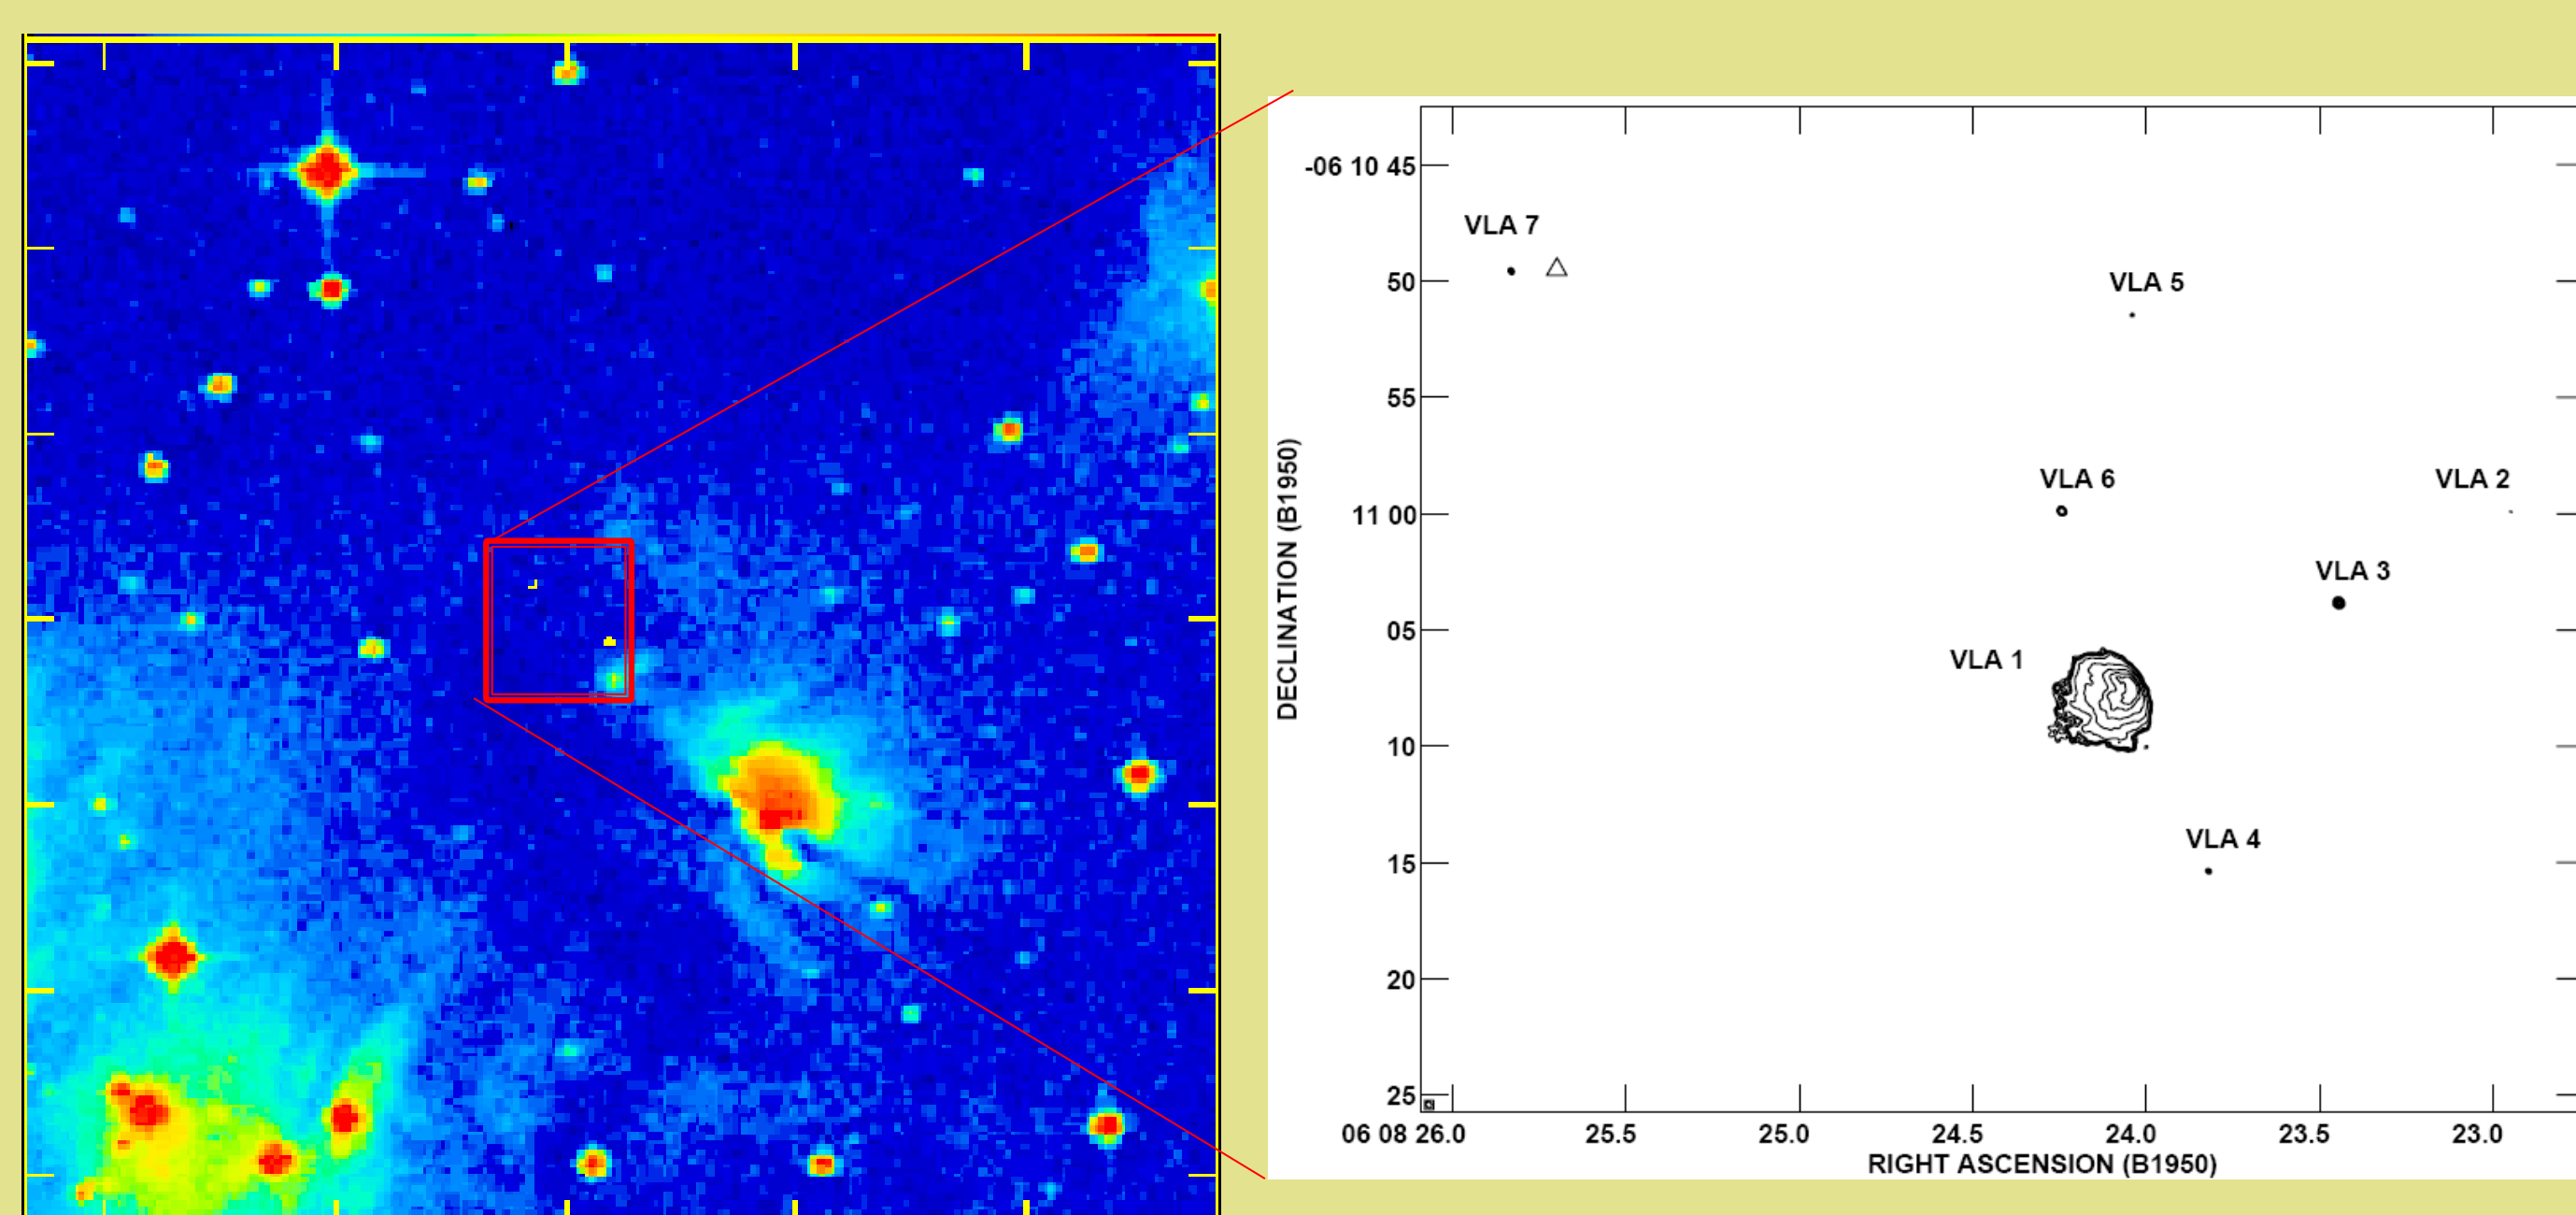 -06 10 45
VLA 7
50
VLA 5
55
VLA 6
VLA 2
11 00
VLA 3
05
VLA 1
10
VLA 4
15
20
25
DECLINATION (B1950)
06 08 26.0 25.5 25.0 24.5 24.0 23.5 23.0
RIGHT ASCENSION (B1950)